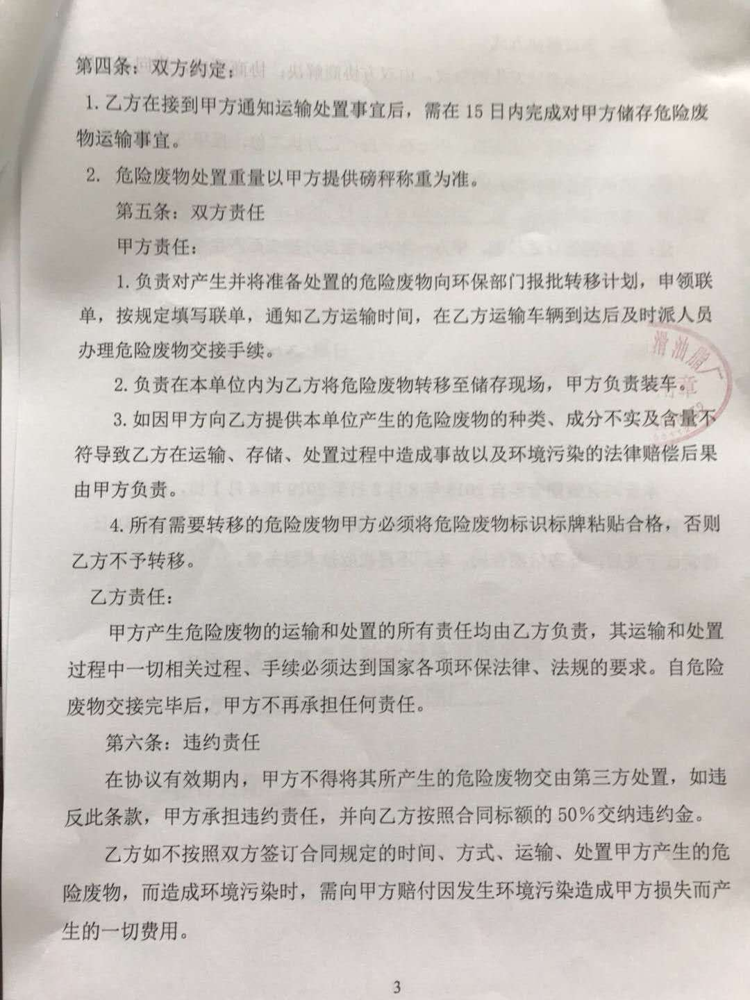 第四条：双方约定：
1.乙方在接到甲方通知运输处置事宜后，需在 15 日内完成对甲方储存危险废
物运输事宜。
2. 危险废物处置重量以甲方提供磅秤称重为准。
第五条：双方责任
甲方责任：
1.负责对产生并将准备处置的危险废物向环保部门报批转移计划，申领联
单，按规定填写联单，通知乙方运输时间，在乙方运输车辆到达后及时派人员
办理危险废物交接手续。
滑油脂厂
章
2.负责在本单位内为乙方将危险废物转移至储存现场，甲方负责装车。
3.如因甲方向乙方提供本单位产生的危险废物的种类、成分不实及含量不
符导致乙方在运输、存储、处置过程中造成事故以及环境污染的法律赔偿后果
由甲方负责。
4.所有需要转移的危险废物甲方必须将危险废物标识标牌粘贴合格，否则
乙方不予转移。
乙方责任：
甲方产生危险废物的运输和处置的所有责任均由乙方负责，其运输和处置
过程中一切相关过程、手续必须达到国家各项环保法律、法规的要求。自危险
废物交接完毕后，甲方不再承担任何责任。
第六条：违约责任
在协议有效期内，甲方不得将其所产生的危险废物交由第三方处置，如违
反此条款，甲方承担违约责任，并向乙方按照合同标额的 50%交纳违约金。
乙方如不按照双方签订合同规定的时间、方式、运输、处置甲方产生的危
险废物，而造成环境污染时，需向甲方赔付因发生环境污染造成甲方损失而产
生的一切费用。
3